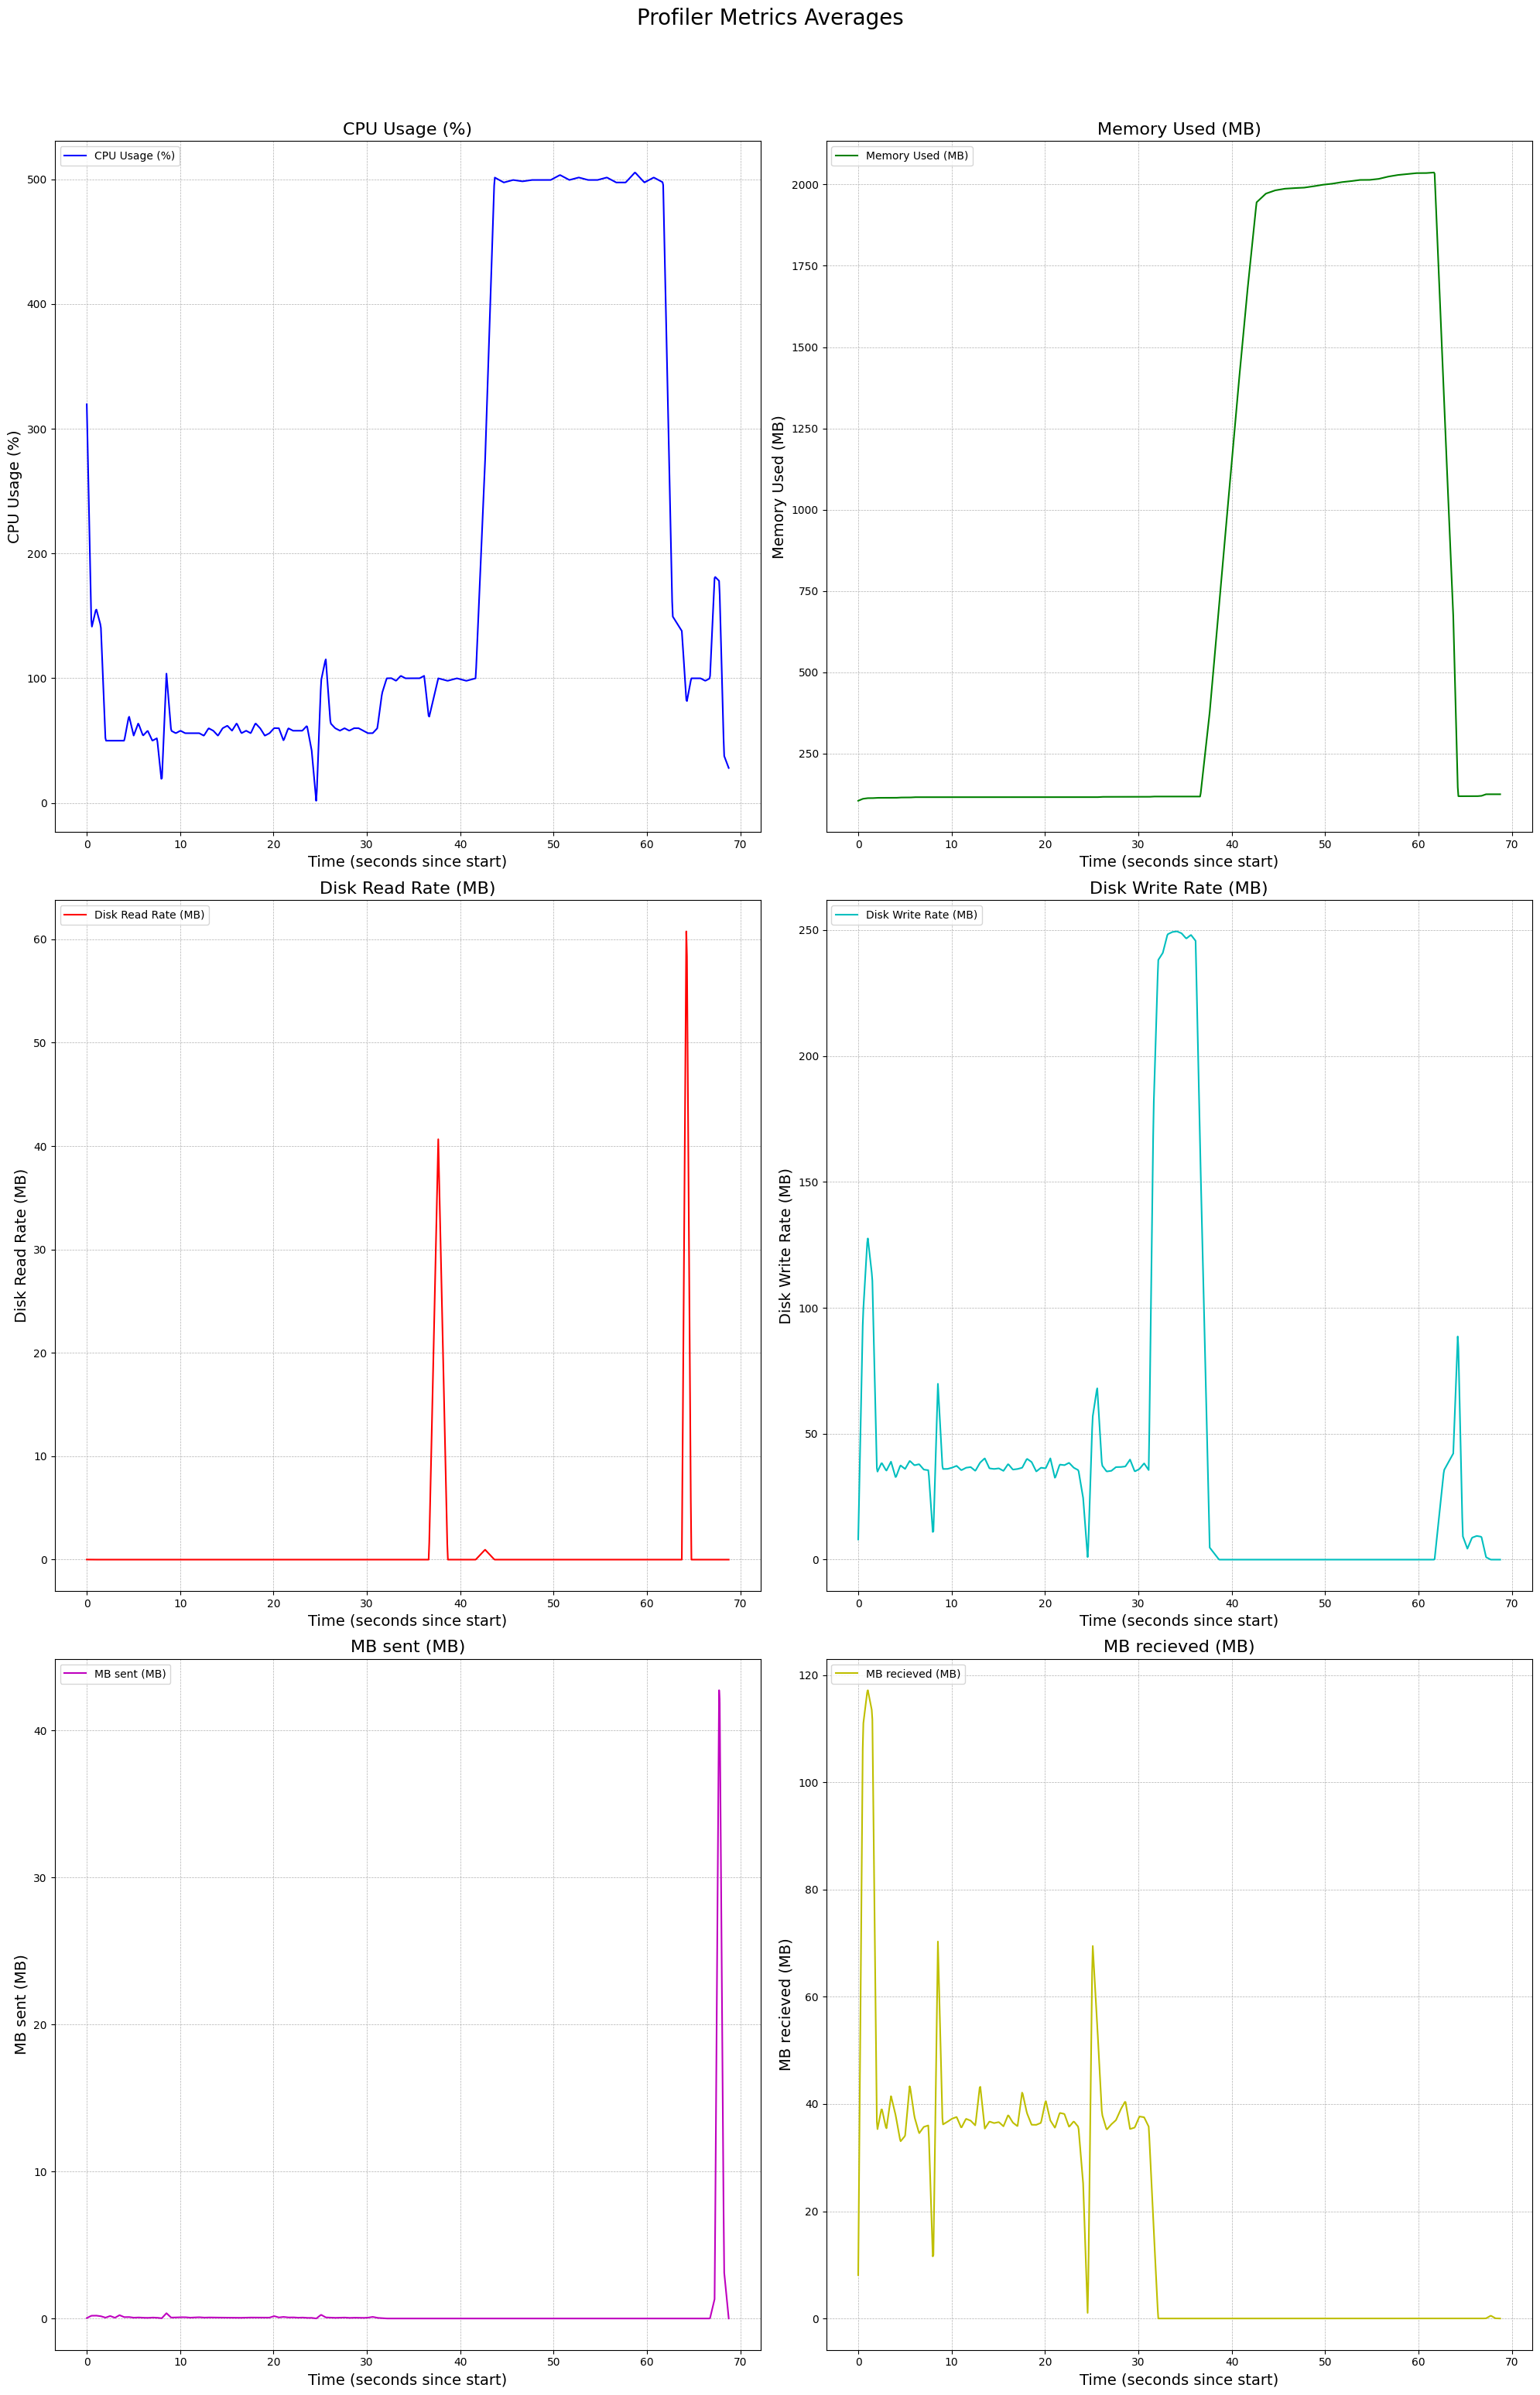 Profiler Metrics Averages
CPU Usage (%)
CPU Usage (%)
CPU Usage (%)
500
400
300
200
100
0
0 10 20 30 40 50 60 70
Time (seconds since start)
Memory Used (MB)
Memory Used (MB)
Memory Used (MB)
2000
1750
1500
1250
1000
750
500
250
0 10 20 30 40 50 60 70
Time (seconds since start)
Disk Read Rate (MB)
Disk Read Rate (MB)
Disk Read Rate (MB)
60
50
40
30
20
10
0
0 10 20 30 40 50 60 70
Time (seconds since start)
Disk Write Rate (MB)
Disk Write Rate (MB)
Disk Write Rate (MB)
250
200
150
100
50
0
0 10 20 30 40 50 60 70
Time (seconds since start)
MB sent (MB)
MB sent (MB)
MB sent (MB)
40
30
20
10
0
0 10 20 30 40 50 60 70
Time (seconds since start)
MB recieved (MB)
MB recieved (MB)
MB recieved (MB)
120
100
80
60
40
20
0
0 10 20 30 40 50 60 70
Time (seconds since start)